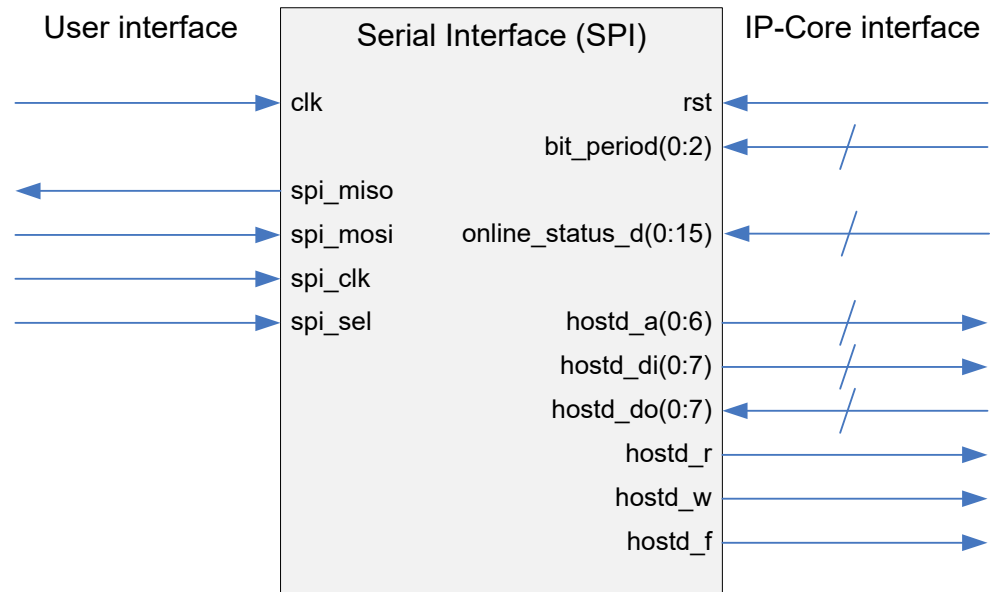 User interface
Serial Interface (SPI)
IP-Core interface
clk
rst
bit_period(0:2)
spi_miso
spi_mosi
online_status_d(0:15)
spi_clk
spi_sel
hostd_a(0:6)
hostd_di(0:7)
hostd_do(0:7)
hostd_r
hostd_w
hostd_f